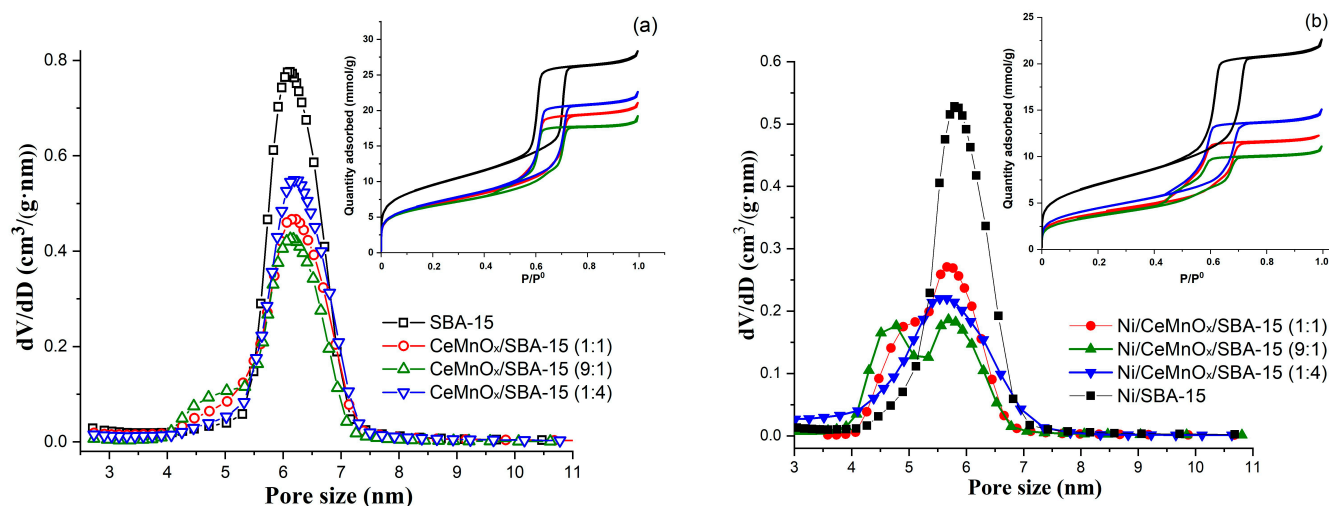 (a)
0.8
0.6
0.4
0.2
0.0
dV/dD (cm³/(g·nm))
3 4 5 6 7 8 9 10 11
Pore size (nm)
SBA-15
CeMnOₓ/SBA-15 (1:1)
CeMnOₓ/SBA-15 (9:1)
CeMnOₓ/SBA-15 (1:4)
30
25
20
15
10
5
0
Quantity adsorbed (mmol/g)
0 0.2 0.4 0.6 0.8 1.0
P/P⁰
(b)
0.6
0.5
0.4
0.3
0.2
0.1
0.0
dV/dD (cm³/(g·nm))
3 4 5 6 7 8 9 10 11
Pore size (nm)
Ni/CeMnOₓ/SBA-15 (1:1)
Ni/CeMnOₓ/SBA-15 (9:1)
Ni/CeMnOₓ/SBA-15 (1:4)
Ni/SBA-15
25
20
15
10
5
0
Quantity adsorbed (mmol/g)
0 0.2 0.4 0.6 0.8 1.0
P/P⁰